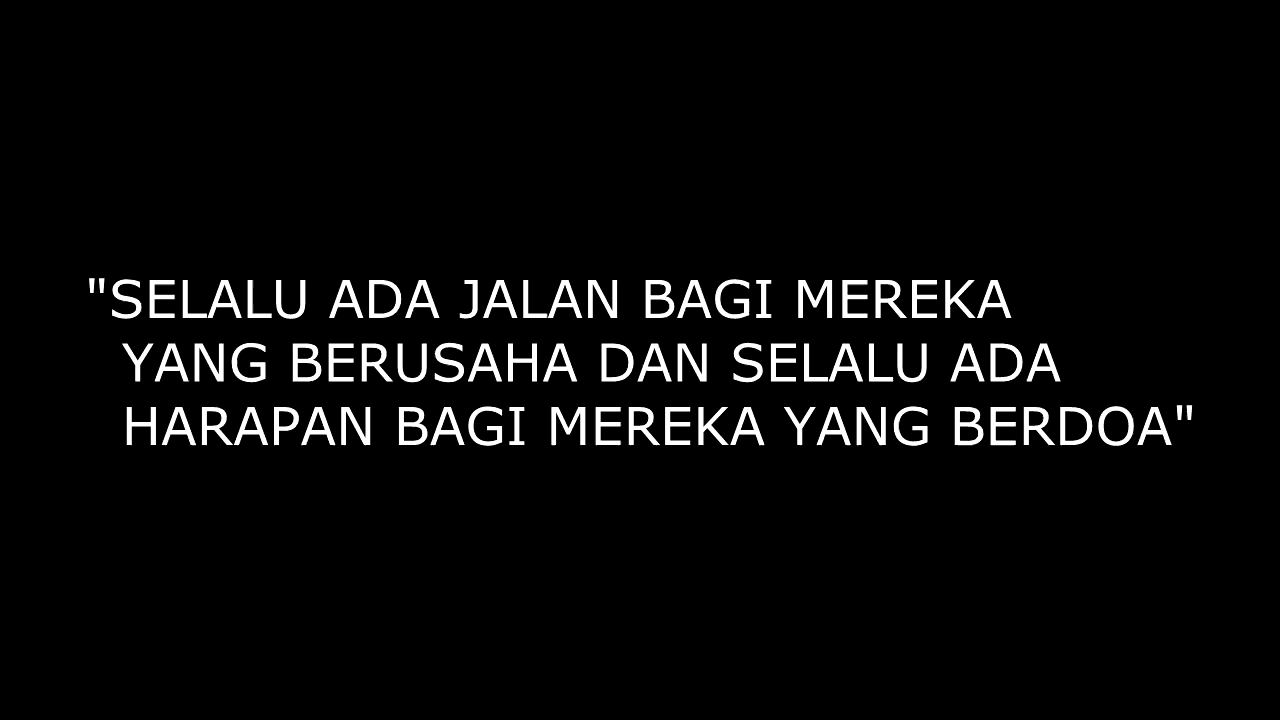 "SELALU ADA JALAN BAGI MEREKA
YANG BERUSAHA DAN SELALU ADA
HARAPAN BAGI MEREKA YANG BERDOA"